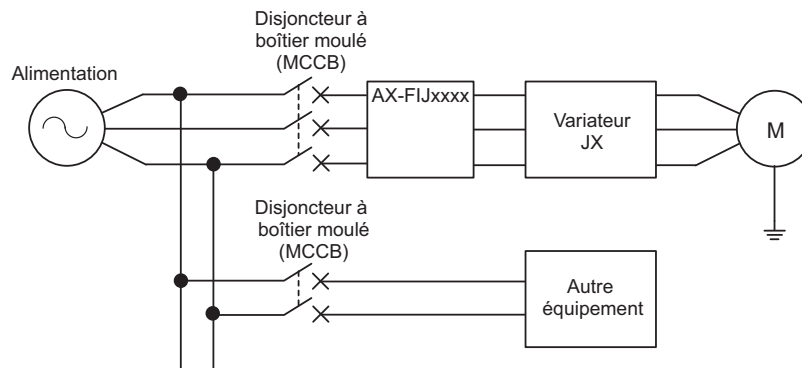 Disjoncteur à
boîtier moulé
(MCCB)
Alimentation
AX-FIJxxxx
Variateur
JX
M
Disjoncteur à
boîtier moulé
(MCCB)
Autre
équipement